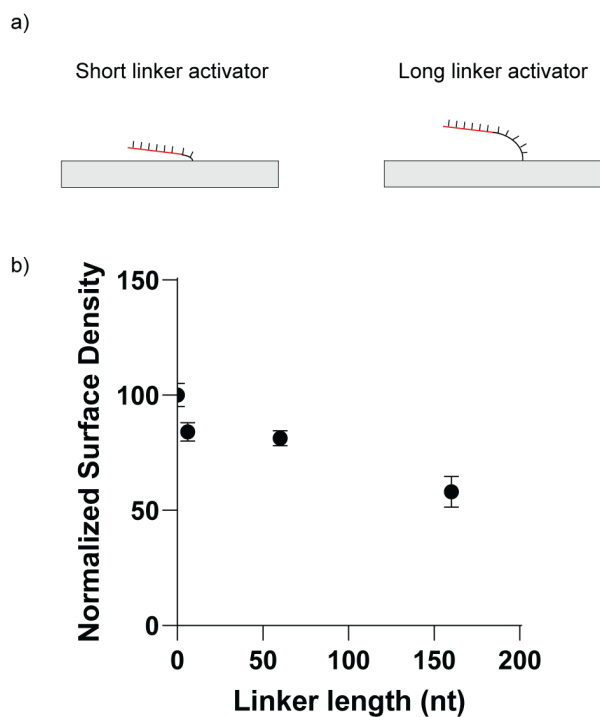 a)
Short linker activator
Long linker activator
b)
Normalized Surface Density
150
100
50
0
0 50 100 150 200
Linker length (nt)